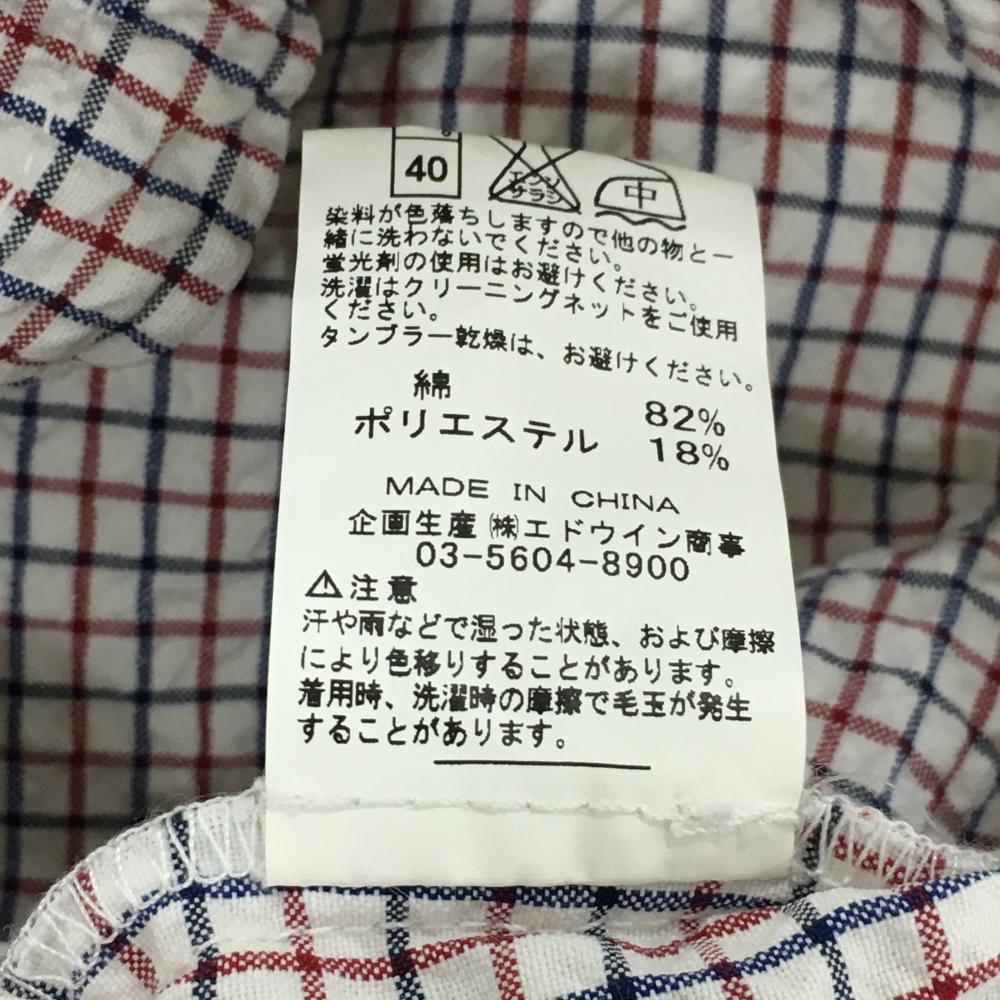 40
エンソ
サラシ
中
染料が色落ちしますので他の物と一
緒に洗わないでください。
蛍光剤の使用はお避けください。
洗濯はクリーニングネットをご使用
ください。
タンブラー乾燥は、お避けください。
綿 82%
ポリエステル 18%
MADE IN CHINA
企画生産 ㈱エドウイン商事
03-5604-8900
⚠注意
汗や雨などで湿った状態、および摩擦
により色移りすることがあります。
着用時、洗濯時の摩擦で毛玉が発生
することがあります。